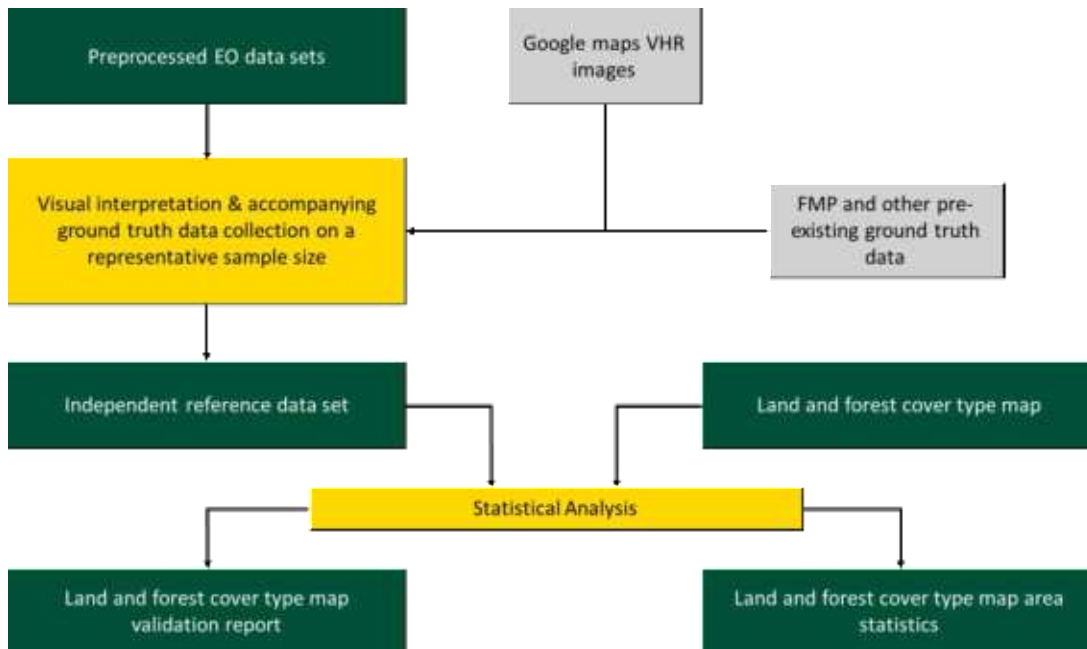 Preprocessed EO data sets
Google maps VHR
images
Visual interpretation & accompanying
ground truth data collection on a
representative sample size
FMP and other pre-
existing ground truth
data
Independent reference data set
Land and forest cover type map
Statistical Analysis
Land and forest cover type map
validation report
Land and forest cover type map area
statistics